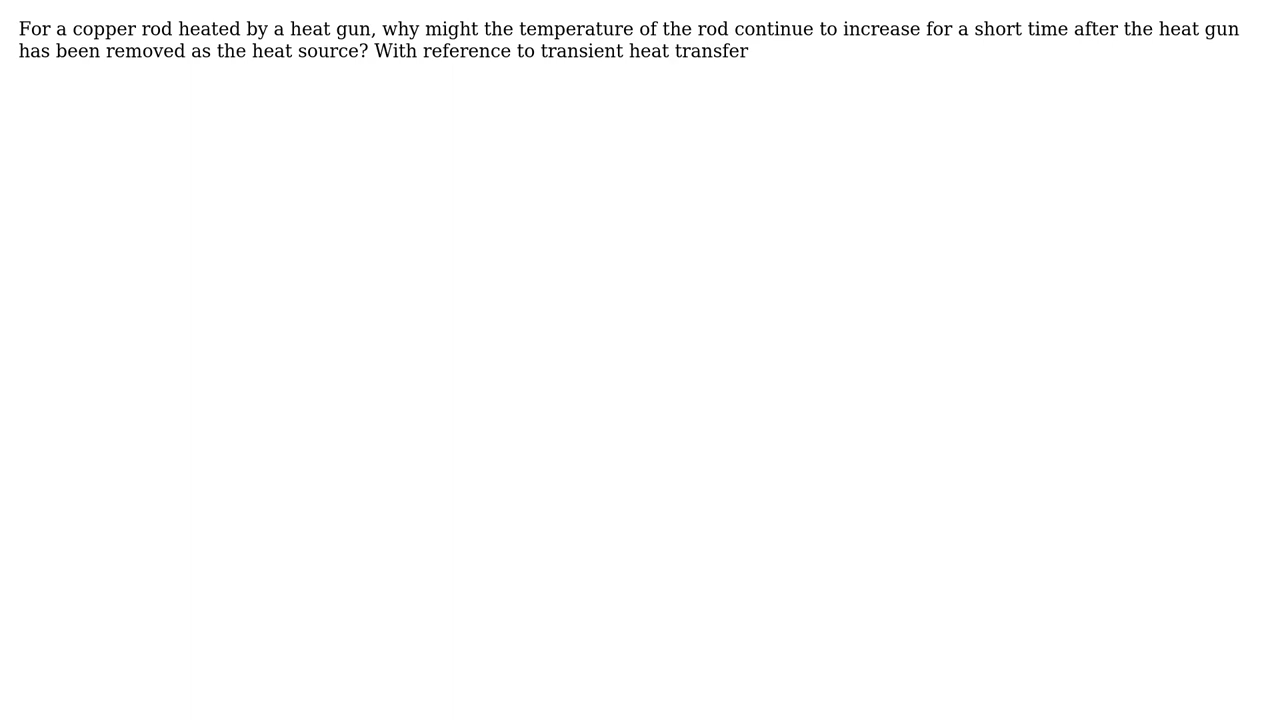 For a copper rod heated by a heat gun, why might the temperature of the rod continue to increase for a short time after the heat gun
has been removed as the heat source? With reference to transient heat transfer